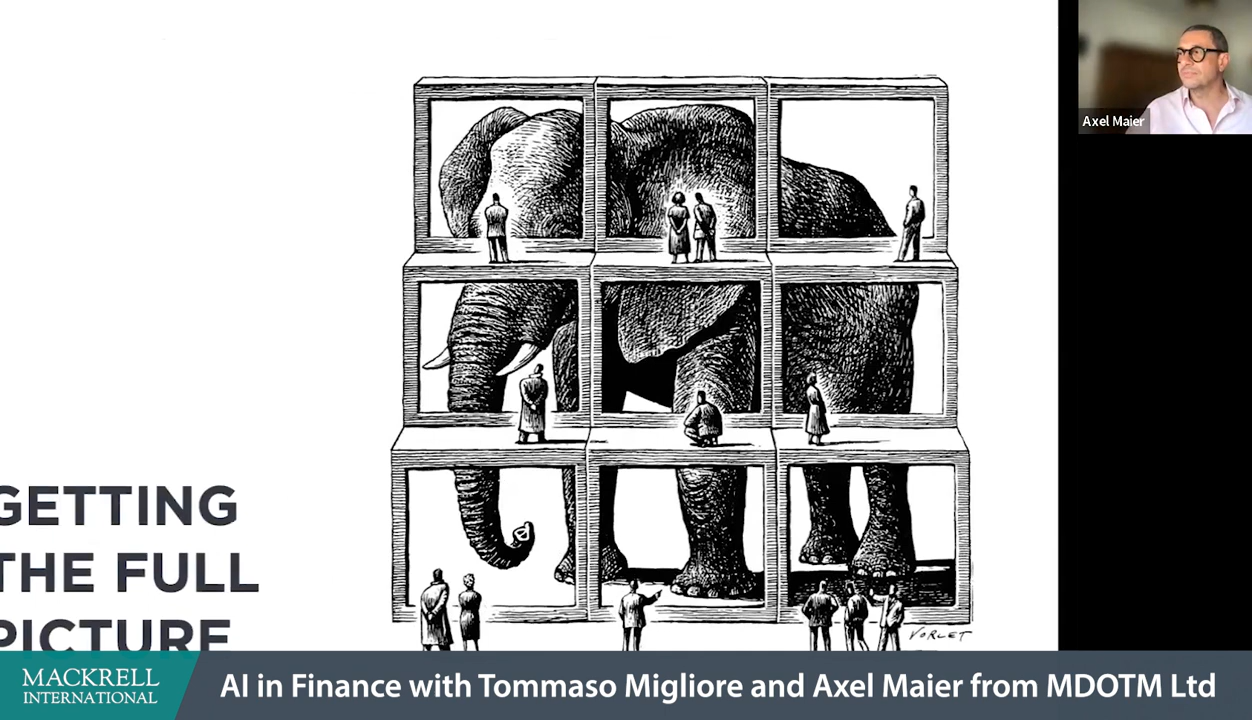 Axel Maier
GETTING
THE FULL
PICTURE
VORLET
MACKRELL
INTERNATIONAL
AI in Finance with Tommaso Migliore and Axel Maier from MDOTM Ltd